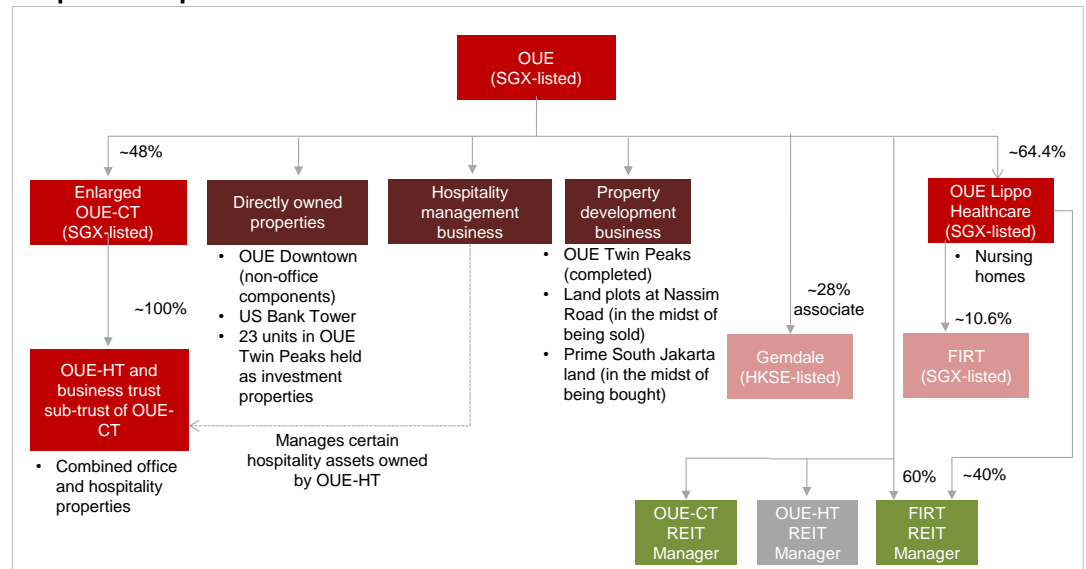 OUE
(SGX-listed)
~48%
~64.4%
Enlarged
OUE-CT
(SGX-listed)
Directly owned
properties
Hospitality
management
business
Property
development
business
OUE Lippo
Healthcare
(SGX-listed)
• OUE Downtown
(non-office
components)
• US Bank Tower
• 23 units in OUE
Twin Peaks held
as investment
properties
• OUE Twin Peaks
(completed)
• Land plots at Nassim
Road (in the midst of
being sold)
• Prime South Jakarta
land (in the midst of
being bought)
• Nursing
homes
~100%
~28%
associate
~10.6%
OUE-HT and
business trust
sub-trust of OUE-
CT
Gemdale
(HKSE-listed)
FIRT
(SGX-listed)
Manages certain
hospitality assets owned
by OUE-HT
• Combined office
and hospitality
properties
60%
~40%
OUE-CT
REIT
Manager
OUE-HT
REIT
Manager
FIRT
REIT
Manager